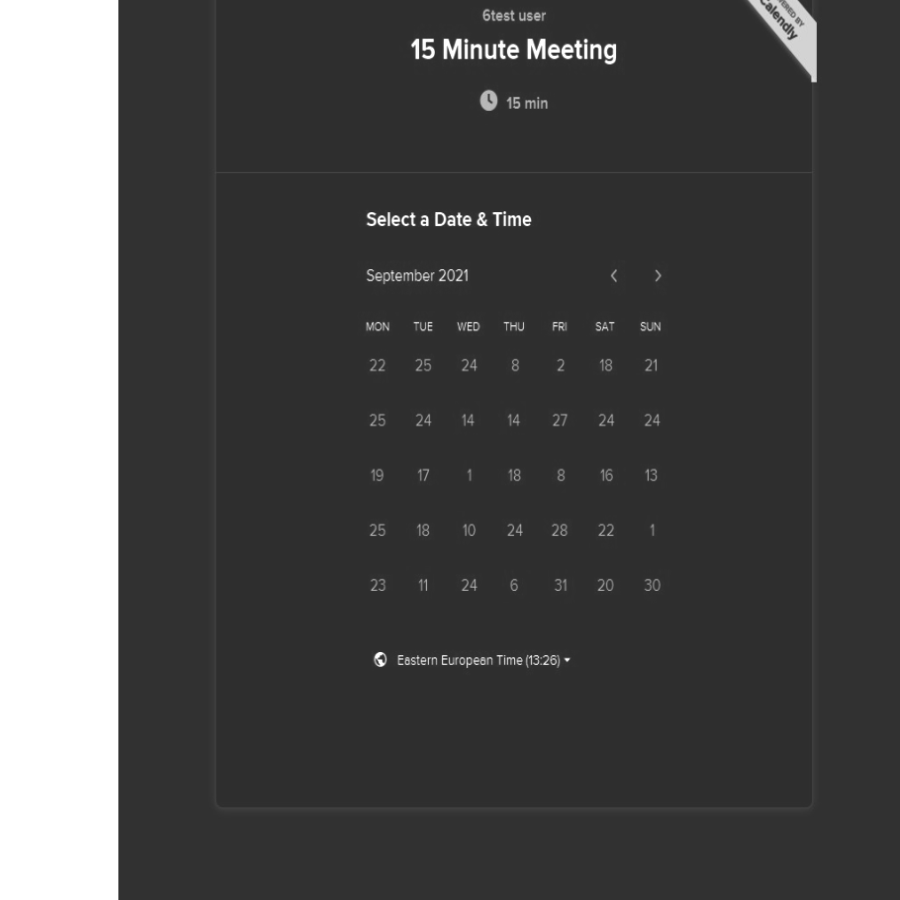 6test user
POWERED BY
Calendly
15 Minute Meeting
15 min
Select a Date & Time
September 2021
MON TUE WED THU FRI SAT SUN
22 25 24 8 2 18 21
25 24 14 14 27 24 24
19 17 1 18 8 16 13
25 18 10 24 28 22 1
23 11 24 6 31 20 30
Eastern European Time (13:26)